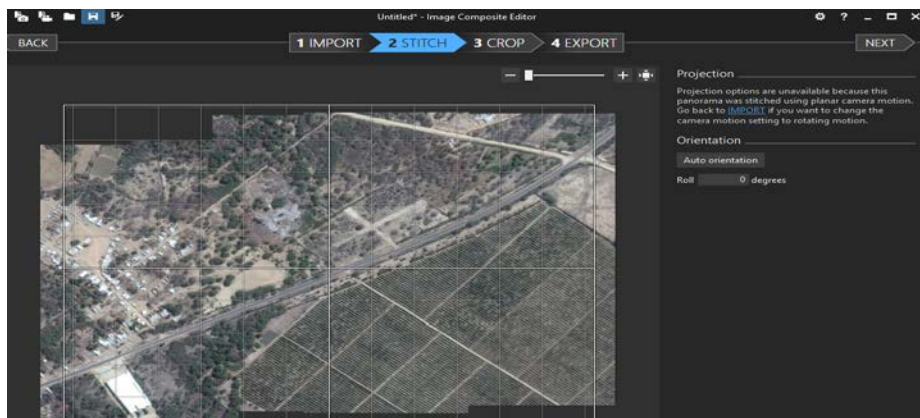 Untitled* - Image Composite Editor
?
BACK
1 IMPORT
2 STITCH
3 CROP
4 EXPORT
NEXT
Projection
Projection options are unavailable because this
panorama was stitched using planar camera motion.
Go back to IMPORT if you want to change the
camera motion setting to rotating motion.
Orientation
Auto orientation
Roll 0 degrees